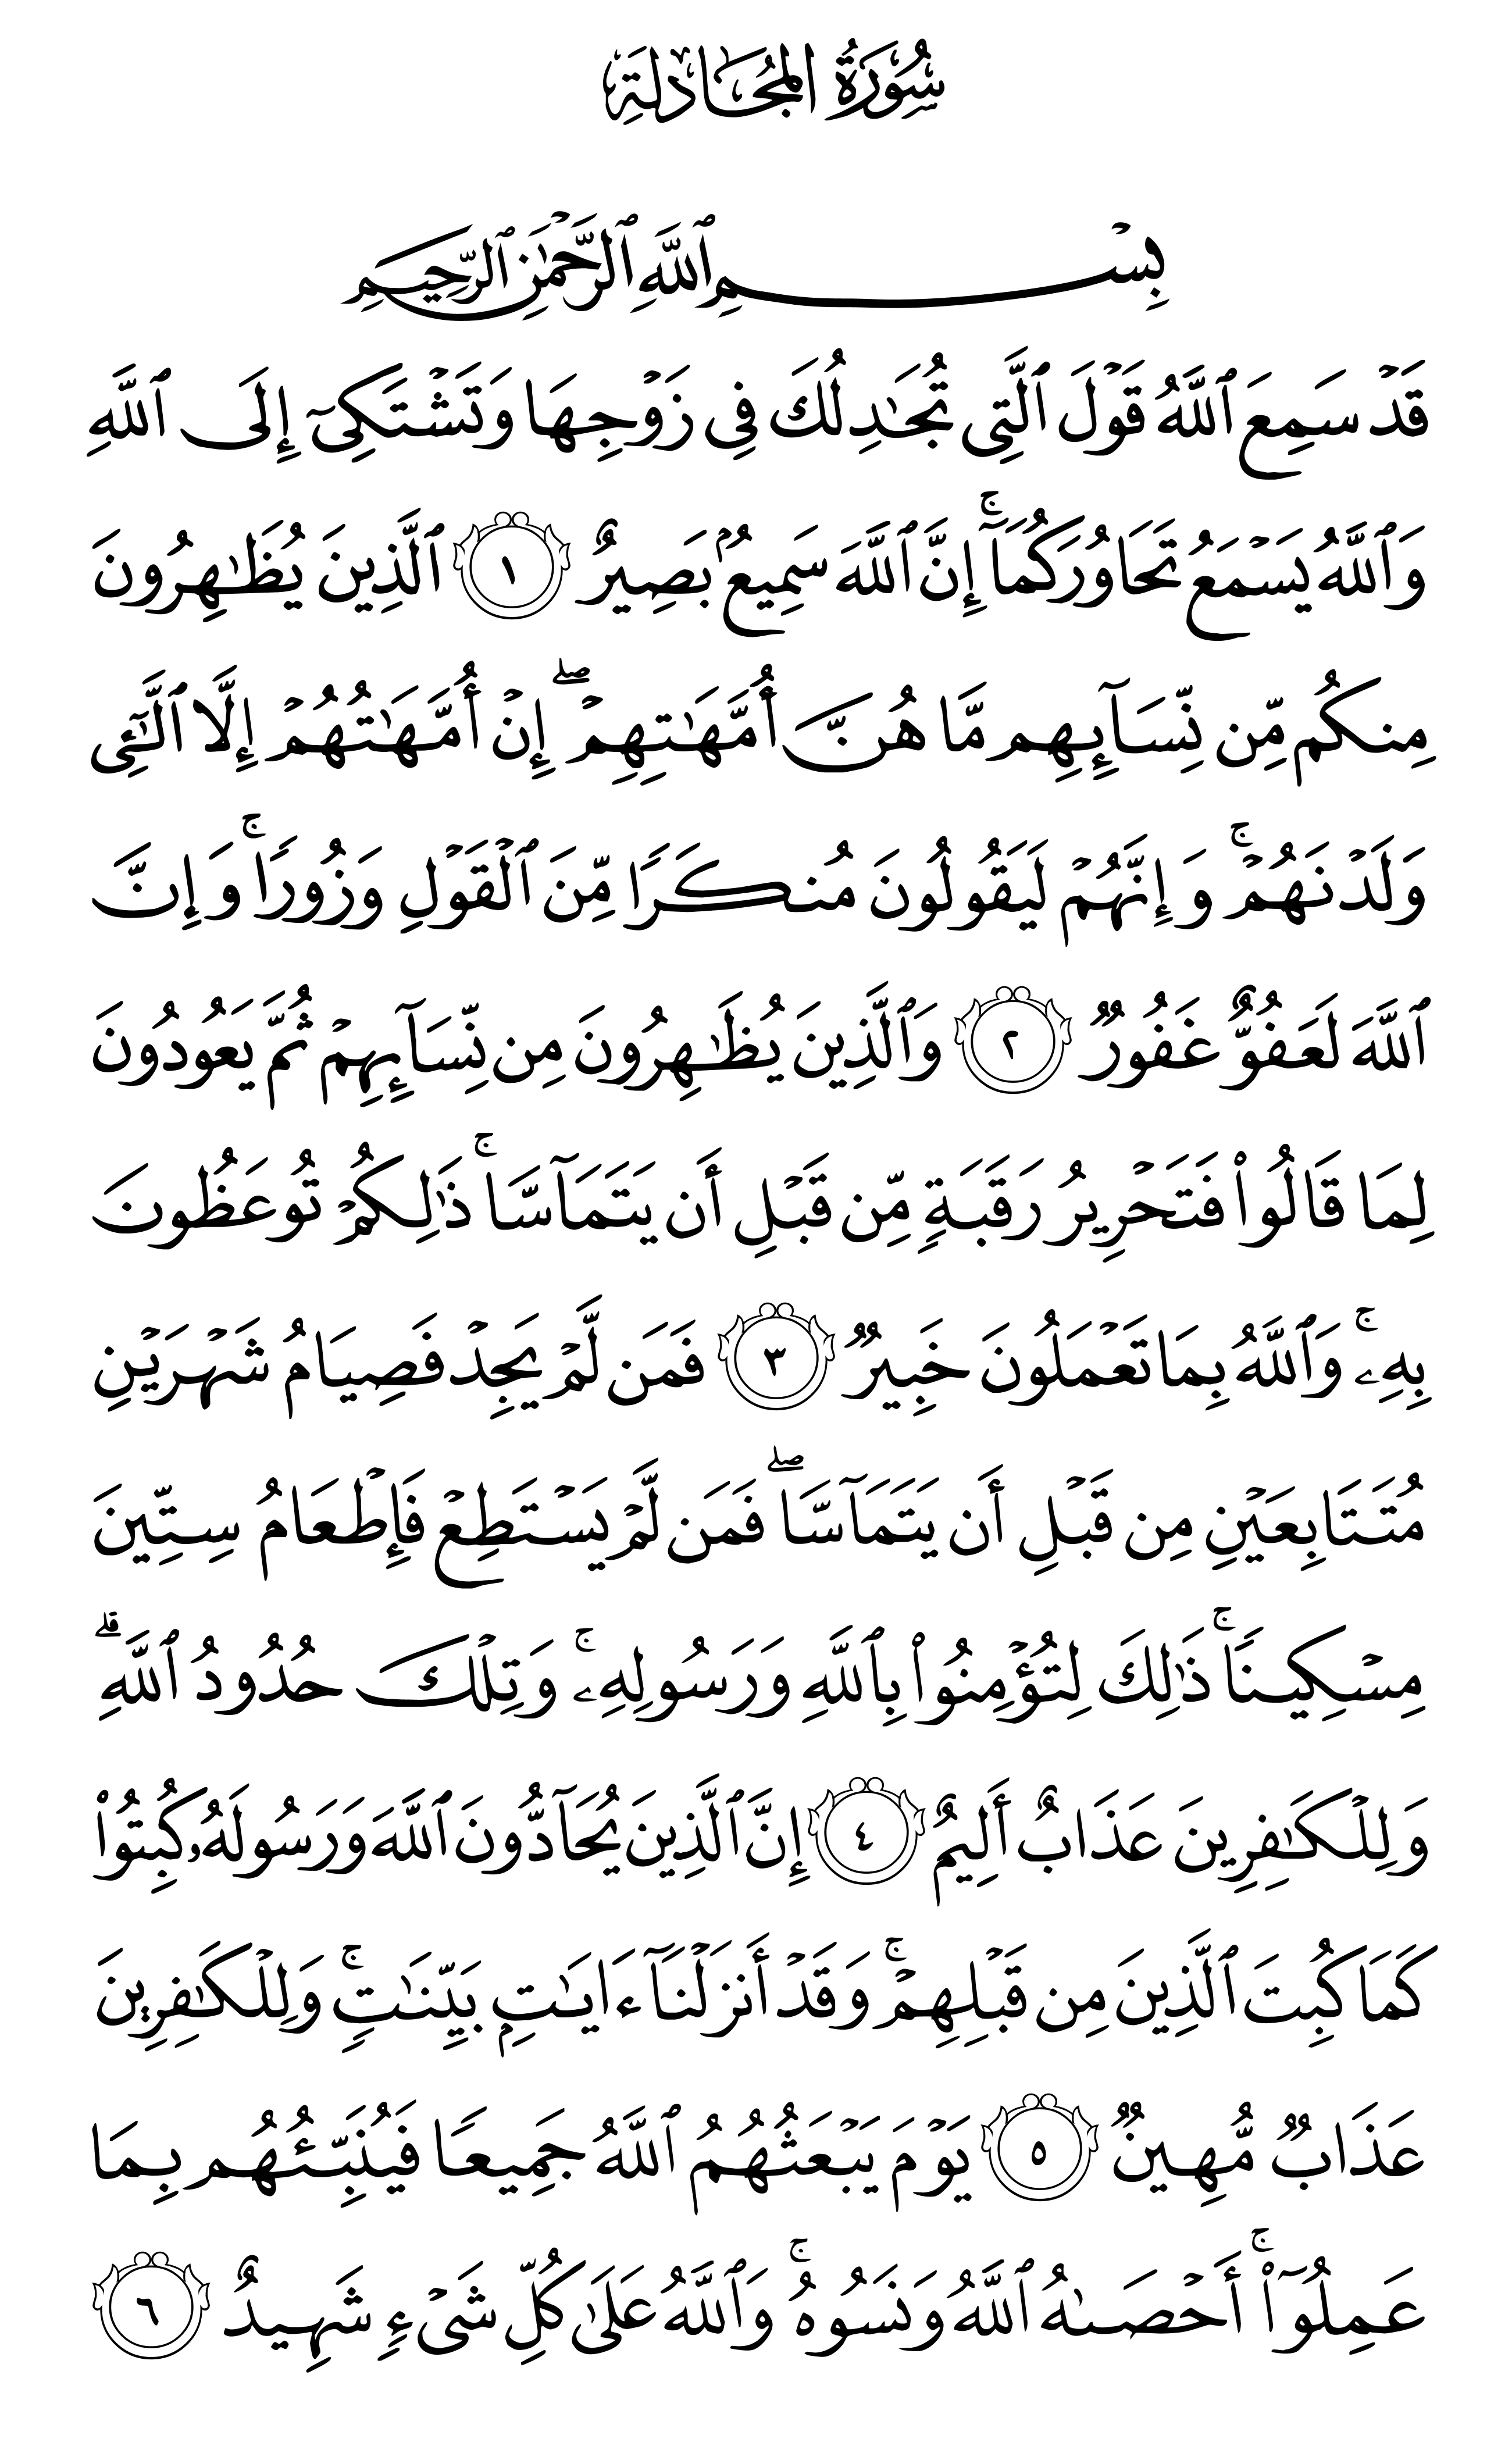 سُورَةُ المُجَادلَةِ
بِسۡمِ ٱللَّهِ ٱلرَّحۡمَٰنِ ٱلرَّحِيمِ
قَدۡ سَمِعَ ٱللَّهُ قَوۡلَ ٱلَّتِي تُجَٰدِلُكَ فِي زَوۡجِهَا وَتَشۡتَكِيٓ إِلَى ٱللَّهِ
وَٱللَّهُ يَسۡمَعُ تَحَاوُرَكُمَآۚ إِنَّ ٱللَّهَ سَمِيعُۢ بَصِيرٌ ١ ٱلَّذِينَ يُظَٰهِرُونَ
مِنكُم مِّن نِّسَآئِهِم مَّا هُنَّ أُمَّهَٰتِهِمۡۖ إِنۡ أُمَّهَٰتُهُمۡ إِلَّا ٱلَّٰٓـِٔي
وَلَدۡنَهُمۡۚ وَإِنَّهُمۡ لَيَقُولُونَ مُنكَرٗا مِّنَ ٱلۡقَوۡلِ وَزُورٗاۚ وَإِنَّ
ٱللَّهَ لَعَفُوٌّ غَفُورٞ ٢ وَٱلَّذِينَ يُظَٰهِرُونَ مِن نِّسَآئِهِمۡ ثُمَّ يَعُودُونَ
لِمَا قَالُواْ فَتَحۡرِيرُ رَقَبَةٖ مِّن قَبۡلِ أَن يَتَمَآسَّاۚ ذَٰلِكُمۡ تُوعَظُونَ
بِهِۦۚ وَٱللَّهُ بِمَا تَعۡمَلُونَ خَبِيرٞ ٣ فَمَن لَّمۡ يَجِدۡ فَصِيَامُ شَهۡرَيۡنِ
مُتَتَابِعَيۡنِ مِن قَبۡلِ أَن يَتَمَآسَّاۖ فَمَن لَّمۡ يَسۡتَطِعۡ فَإِطۡعَامُ سِتِّينَ
مِسۡكِينٗاۚ ذَٰلِكَ لِتُؤۡمِنُواْ بِٱللَّهِ وَرَسُولِهِۦۚ وَتِلۡكَ حُدُودُ ٱللَّهِۗ
وَلِلۡكَٰفِرِينَ عَذَابٌ أَلِيمٌ ٤ إِنَّ ٱلَّذِينَ يُحَآدُّونَ ٱللَّهَ وَرَسُولَهُۥ كُبِتُواْ
كَمَا كُبِتَ ٱلَّذِينَ مِن قَبۡلِهِمۡۚ وَقَدۡ أَنزَلۡنَآ ءَايَٰتِۭ بَيِّنَٰتٖۚ وَلِلۡكَٰفِرِينَ
عَذَابٞ مُّهِينٞ ٥ يَوۡمَ يَبۡعَثُهُمُ ٱللَّهُ جَمِيعٗا فَيُنَبِّئُهُم بِمَا
عَمِلُوٓاْۚ أَحۡصَىٰهُ ٱللَّهُ وَنَسُوهُۚ وَٱللَّهُ عَلَىٰ كُلِّ شَيۡءٖ شَهِيدٌ ٦